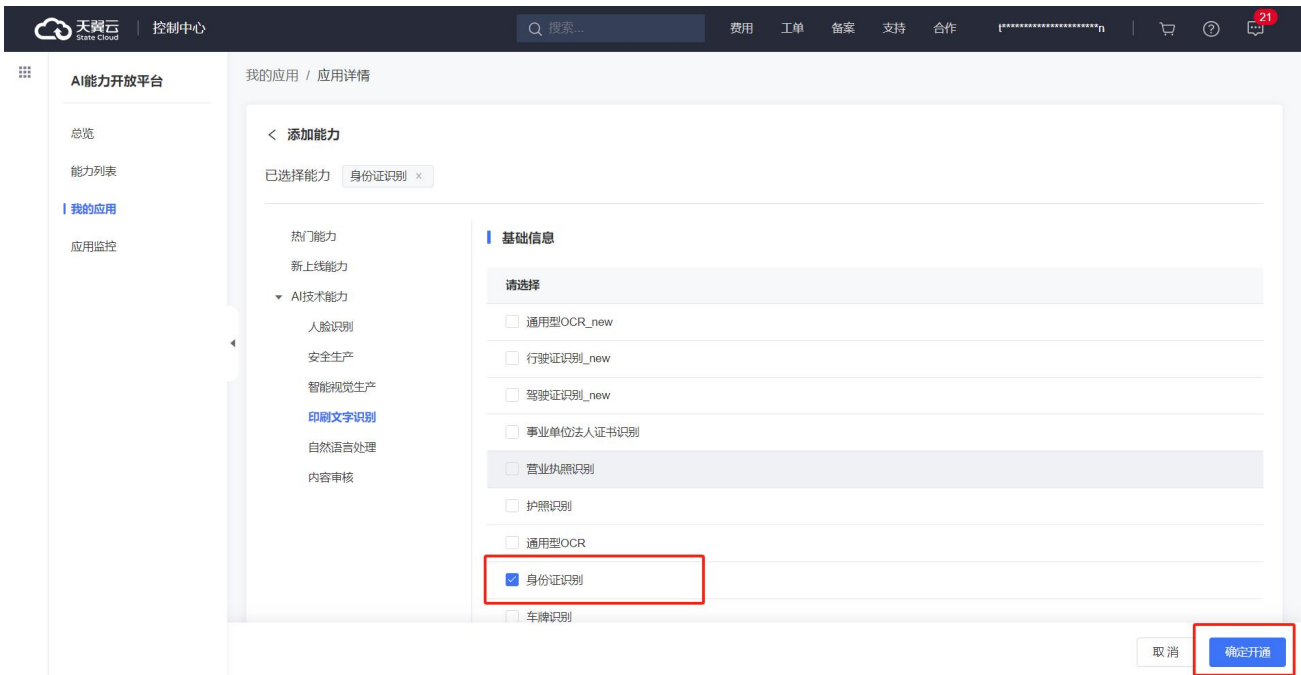 天翼云 State Cloud 控制中心 搜索... 费用 工单 备案 支持 合作 t**********************n 21
AI能力开放平台
总览
能力列表
我的应用
应用监控
我的应用 / 应用详情
添加能力
已选择能力 身份证识别 ×
热门能力
新上线能力
AI技术能力
人脸识别
安全生产
智能视觉生产
印刷文字识别
自然语言处理
内容审核
基础信息
请选择
通用型OCR_new
行驶证识别_new
驾驶证识别_new
事业单位法人证书识别
营业执照识别
护照识别
通用型OCR
身份证识别
车牌识别
取消 确定开通